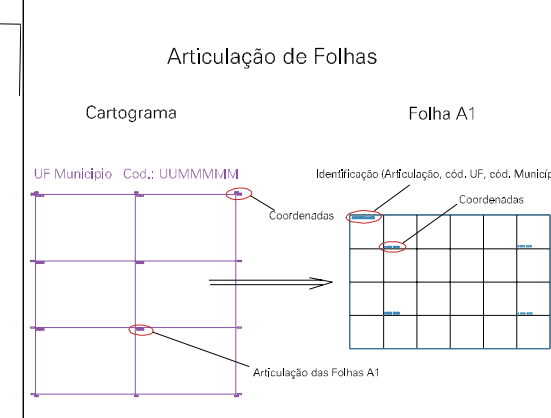 Articulação de Folhas
Cartograma
Folha A1
UF Municipio Cod.: UUMMMMM
Identificação (Articulação, cód. UF, cód. Municíp
Coordenadas
Coordenadas
Articulação das Folhas A1